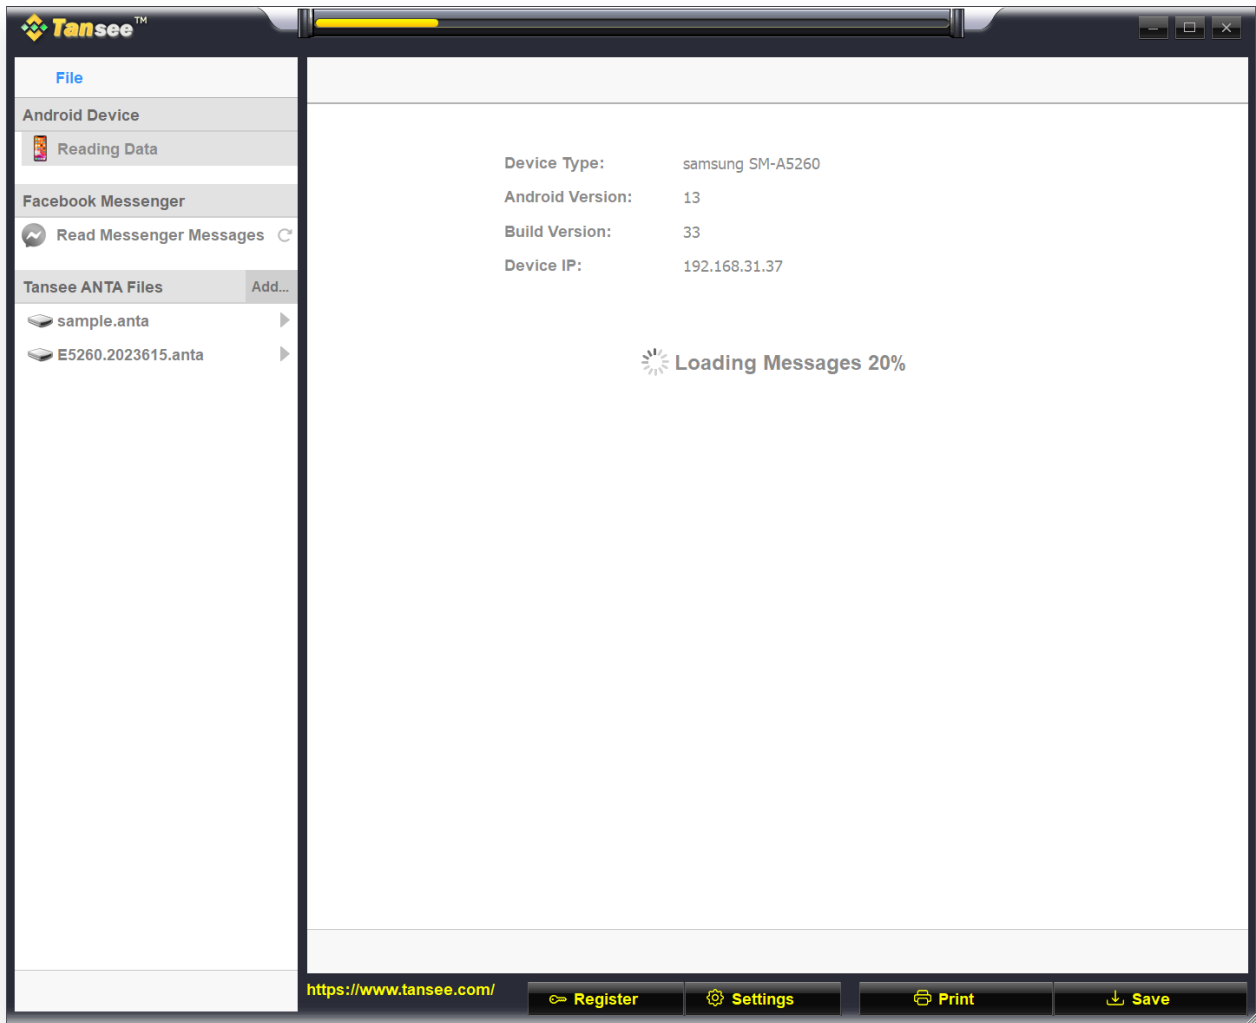 Tansee™
File
Android Device
Reading Data
Facebook Messenger
Read Messenger Messages
Tansee ANTA Files Add...
sample.anta
E5260.2023615.anta
Device Type: samsung SM-A5260
Android Version: 13
Build Version: 33
Device IP: 192.168.31.37
Loading Messages 20%
https://www.tansee.com/ Register Settings Print Save